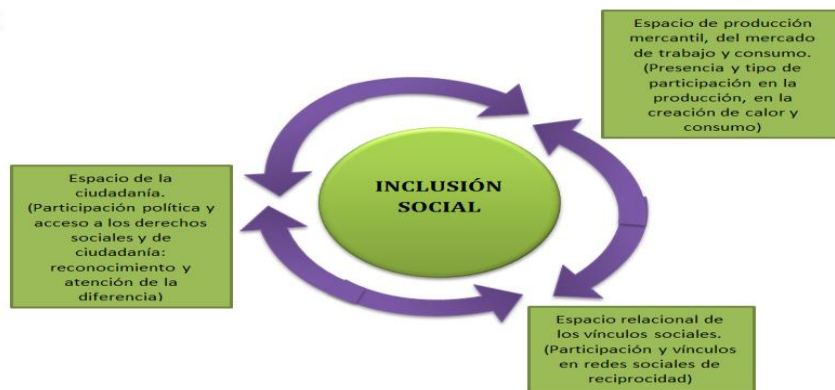 Espacio de producción
mercantil, del mercado
de trabajo y consumo.
(Presencia y tipo de
participación en la
producción, en la
creación de calor y
consumo)
INCLUSIÓN
SOCIAL
Espacio de la
ciudadanía.
(Participación política y
acceso a los derechos
sociales y de
ciudadanía:
reconocimiento y
atención de la
diferencia)
Espacio relacional de
los vínculos sociales.
(Participación y vínculos
en redes sociales de
reciprocidad)